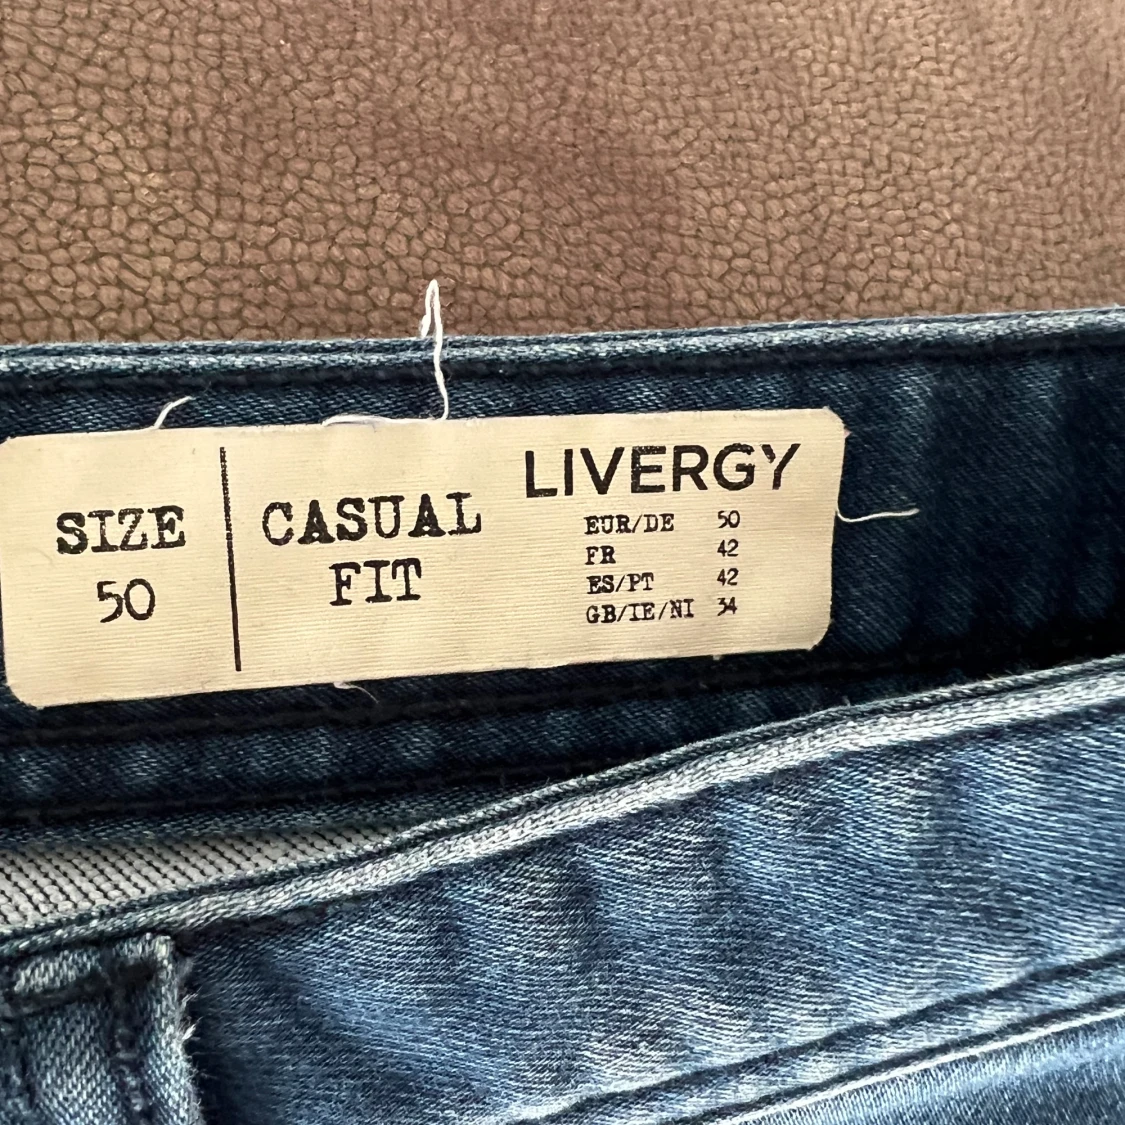 SIZE
50
CASUAL
FIT
LIVERGY
EUR/DE 50
FR 42
ES/PT 42
GB/IE/NI 34